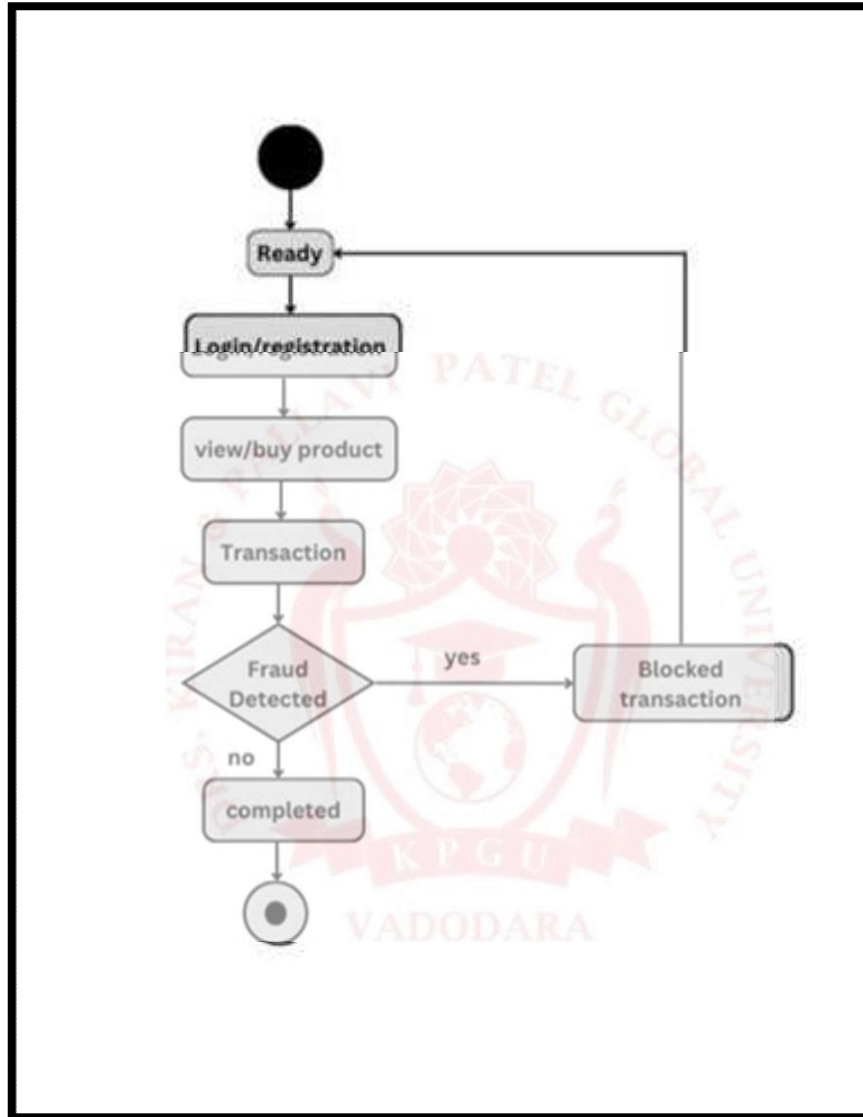 Ready
Login/registration
view/buy product
Transaction
Fraud
Detected
yes
Blocked
transaction
no
completed
DRS. KIRAN & PALLAVI PATEL GLOBAL UNIVERSITY
KPGU
VADODARA